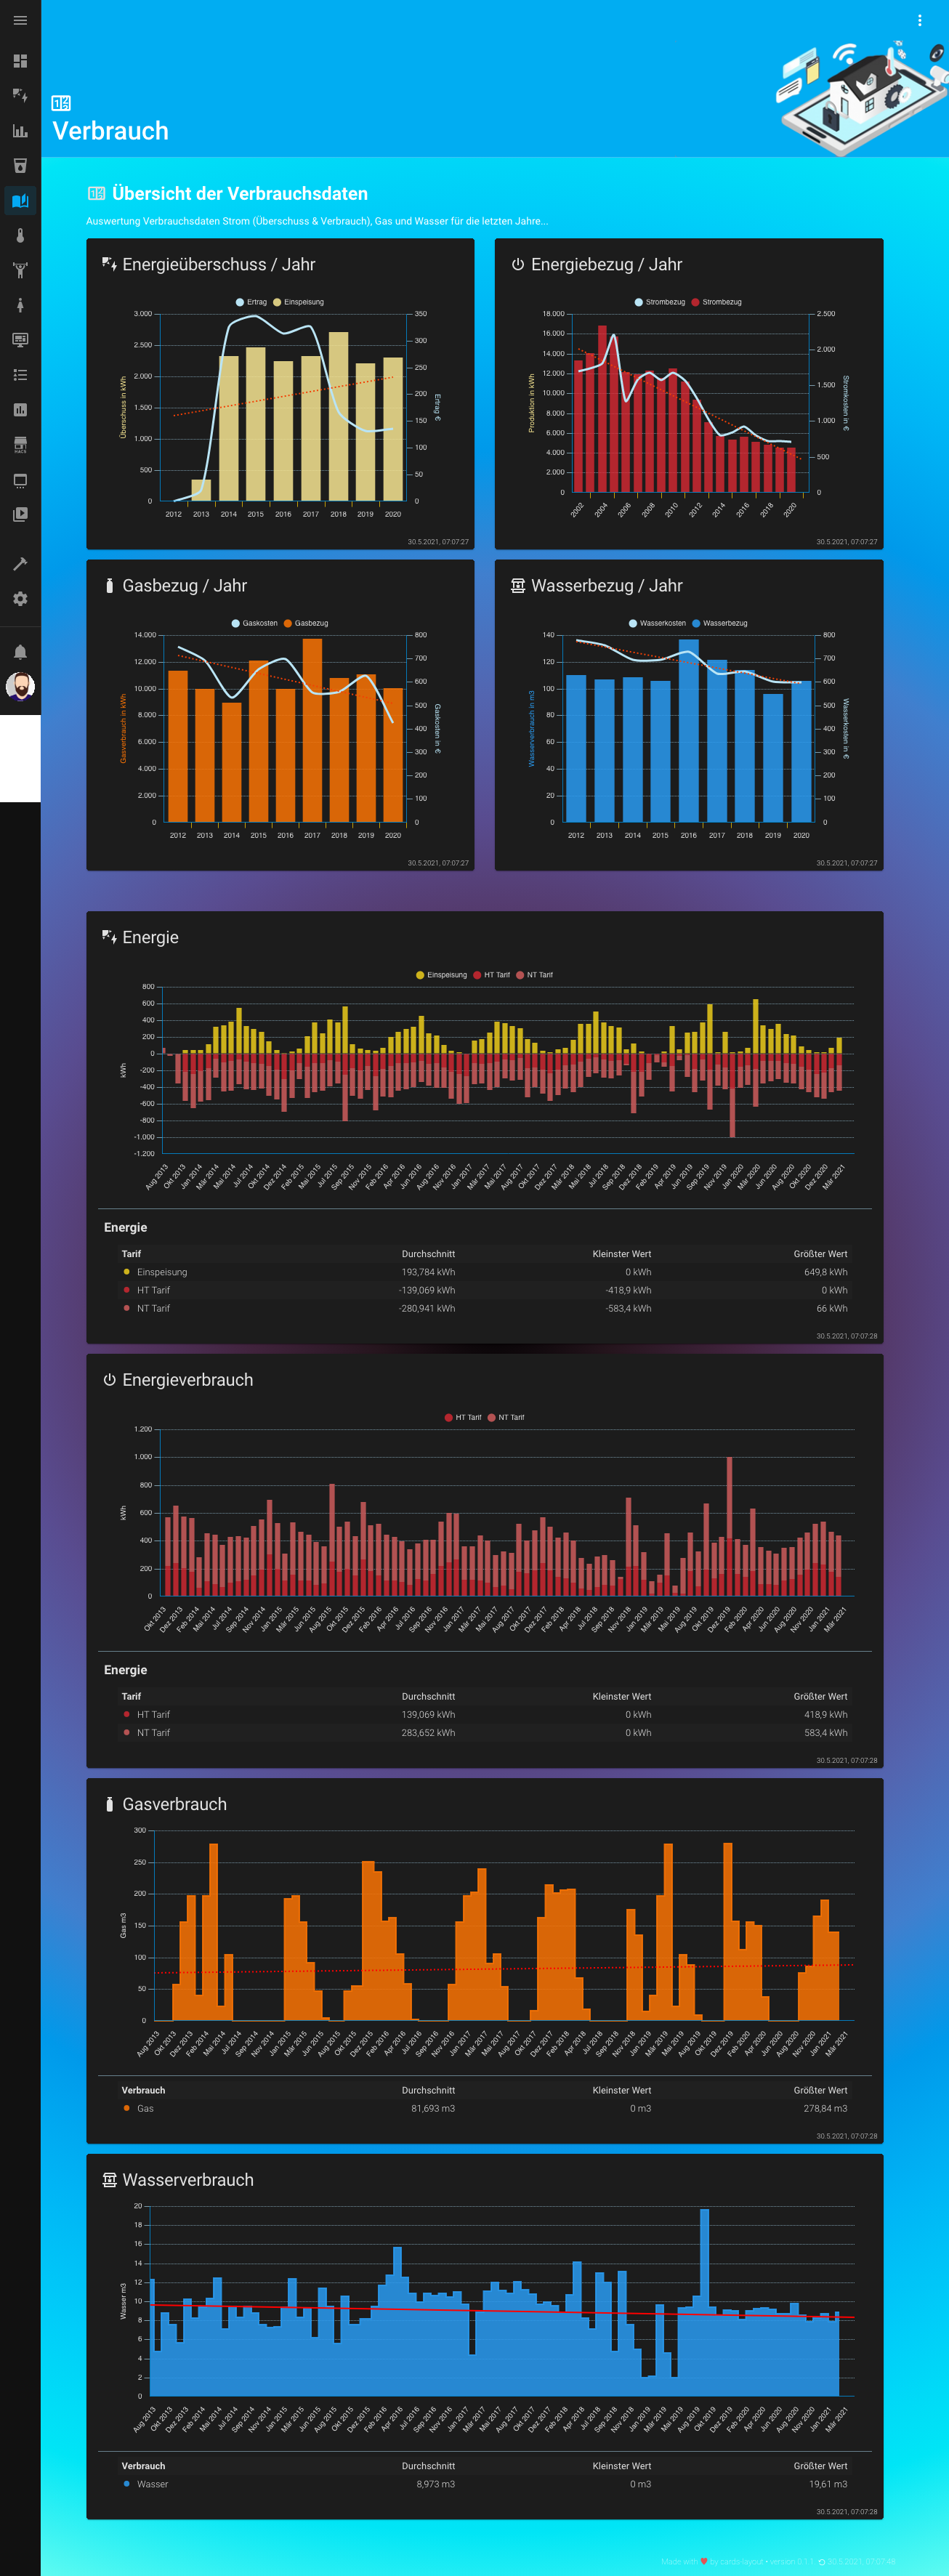 Verbrauch
Übersicht der Verbrauchsdaten
Auswertung Verbrauchsdaten Strom (Überschuss & Verbrauch), Gas und Wasser für die letzten Jahre...
Energieüberschuss / Jahr
Ertrag Einspeisung
3.000
2.500
2.000
1.500
1.000
500
0
Überschuss in kWh
350
300
250
200
150
100
50
0
Ertrag €
2012 2013 2014 2015 2016 2017 2018 2019 2020
30.5.2021, 07:07:27
Energiebezug / Jahr
Strombezug Strombezug
18.000
16.000
14.000
12.000
10.000
8.000
6.000
4.000
2.000
0
Produktion in kWh
2.500
2.000
1.500
1.000
500
0
Stromkosten in €
2002 2004 2006 2008 2010 2012 2014 2016 2018 2020
30.5.2021, 07:07:27
Gasbezug / Jahr
Gaskosten Gasbezug
14.000
12.000
10.000
8.000
6.000
4.000
2.000
0
Gasverbrauch in kWh
800
700
600
500
400
300
200
100
0
Gaskosten in €
2012 2013 2014 2015 2016 2017 2018 2019 2020
30.5.2021, 07:07:27
Wasserbezug / Jahr
Wasserkosten Wasserbezug
140
120
100
80
60
40
20
0
Wasserverbrauch in m3
800
700
600
500
400
300
200
100
0
Wasserkosten in €
2012 2013 2014 2015 2016 2017 2018 2019 2020
30.5.2021, 07:07:27
Energie
Einspeisung HT Tarif NT Tarif
800
600
400
200
0
-200
-400
-600
-800
-1.000
-1.200
kWh
Aug 2013 Okt 2013 Jan 2014 Mär 2014 Mai 2014 Jul 2014 Okt 2014 Dez 2014 Feb 2015 Mai 2015 Jul 2015 Sep 2015 Nov 2015 Feb 2016 Apr 2016 Jun 2016 Aug 2016 Nov 2016 Jan 2017 Mär 2017 Mai 2017 Aug 2017 Okt 2017 Dez 2017 Mär 2018 Mai 2018 Jul 2018 Sep 2018 Dez 2018 Feb 2019 Apr 2019 Jun 2019 Sep 2019 Nov 2019 Jan 2020 Mär 2020 Jun 2020 Aug 2020 Okt 2020 Dez 2020 Mär 2021
Energie
Tarif Durchschnitt Kleinster Wert Größter Wert
Einspeisung 193,784 kWh 0 kWh 649,8 kWh
HT Tarif -139,069 kWh -418,9 kWh 0 kWh
NT Tarif -280,941 kWh -583,4 kWh 66 kWh
30.5.2021, 07:07:28
Energieverbrauch
HT Tarif NT Tarif
1.200
1.000
800
600
400
200
0
kWh
Okt 2013 Dez 2013 Feb 2014 Mai 2014 Jul 2014 Sep 2014 Nov 2014 Jan 2015 Mär 2015 Jun 2015 Aug 2015 Okt 2015 Dez 2015 Feb 2016 Apr 2016 Jul 2016 Sep 2016 Nov 2016 Jan 2017 Mär 2017 Mai 2017 Aug 2017 Okt 2017 Dez 2017 Feb 2018 Apr 2018 Jun 2018 Sep 2018 Nov 2018 Jan 2019 Mär 2019 Mai 2019 Aug 2019 Okt 2019 Dez 2019 Feb 2020 Apr 2020 Jun 2020 Aug 2020 Nov 2020 Jan 2021 Mär 2021
Energie
Tarif Durchschnitt Kleinster Wert Größter Wert
HT Tarif 139,069 kWh 0 kWh 418,9 kWh
NT Tarif 283,652 kWh 0 kWh 583,4 kWh
30.5.2021, 07:07:28
Gasverbrauch
300
250
200
150
100
50
0
Gas m3
Aug 2013 Okt 2013 Dez 2013 Feb 2014 Mai 2014 Jul 2014 Sep 2014 Nov 2014 Jan 2015 Mär 2015 Jun 2015 Aug 2015 Okt 2015 Dez 2015 Feb 2016 Apr 2016 Jul 2016 Sep 2016 Nov 2016 Jan 2017 Mär 2017 Mai 2017 Aug 2017 Okt 2017 Dez 2017 Feb 2018 Apr 2018 Jul 2018 Sep 2018 Nov 2018 Jan 2019 Mär 2019 Mai 2019 Aug 2019 Okt 2019 Dez 2019 Feb 2020 Apr 2020 Jun 2020 Aug 2020 Nov 2020 Jan 2021 Mär 2021
Verbrauch Durchschnitt Kleinster Wert Größter Wert
Gas 81,693 m3 0 m3 278,84 m3
30.5.2021, 07:07:28
Wasserverbrauch
20
18
16
14
12
10
8
6
4
2
0
Wasser m3
Aug 2013 Okt 2013 Dez 2013 Feb 2014 Mai 2014 Jul 2014 Sep 2014 Nov 2014 Jan 2015 Mär 2015 Jun 2015 Aug 2015 Okt 2015 Dez 2015 Feb 2016 Apr 2016 Jul 2016 Sep 2016 Nov 2016 Jan 2017 Mär 2017 Mai 2017 Aug 2017 Okt 2017 Dez 2017 Feb 2018 Apr 2018 Jul 2018 Sep 2018 Nov 2018 Jan 2019 Mär 2019 Mai 2019 Aug 2019 Okt 2019 Dez 2019 Feb 2020 Apr 2020 Jun 2020 Aug 2020 Nov 2020 Jan 2021 Mär 2021
Verbrauch Durchschnitt Kleinster Wert Größter Wert
Wasser 8,973 m3 0 m3 19,61 m3
30.5.2021, 07:07:28